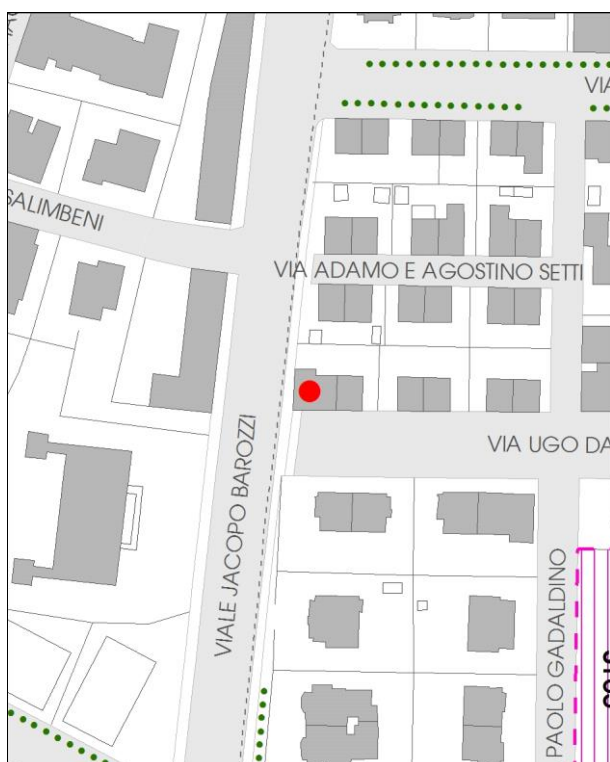 VIA
SALIMBENI
VIA ADAMO E AGOSTINO SETTI
VIALE JACOPO BAROZZI
VIA UGO DA
PAOLO GADALDINO